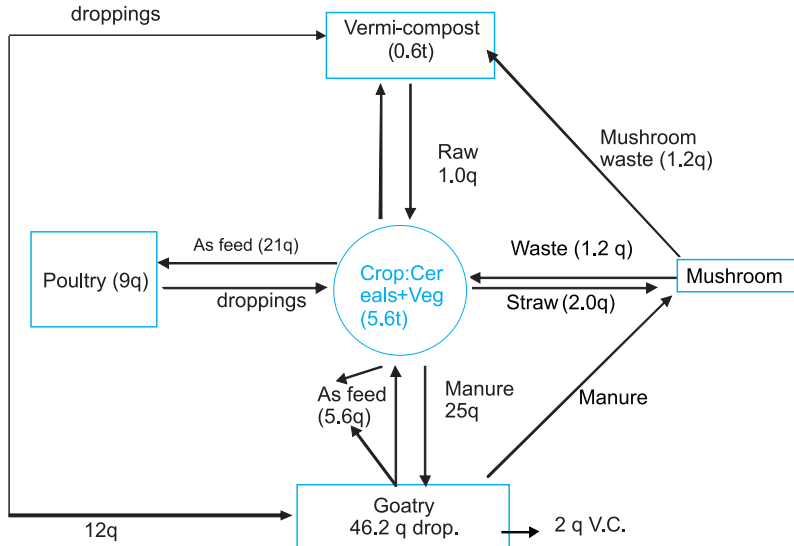 droppings
Vermi-compost
(0.6t)
Mushroom
waste (1.2q)
Raw
1.0q
As feed (21q)
Waste (1.2 q)
Poultry (9q)
Crop:Cer
eals+Veg
(5.6t)
Mushroom
droppings
Straw (2.0q)
As feed
(5.6q)
Manure
25q
Manure
Goatry
46.2 q drop.
12q
2 q V.C.